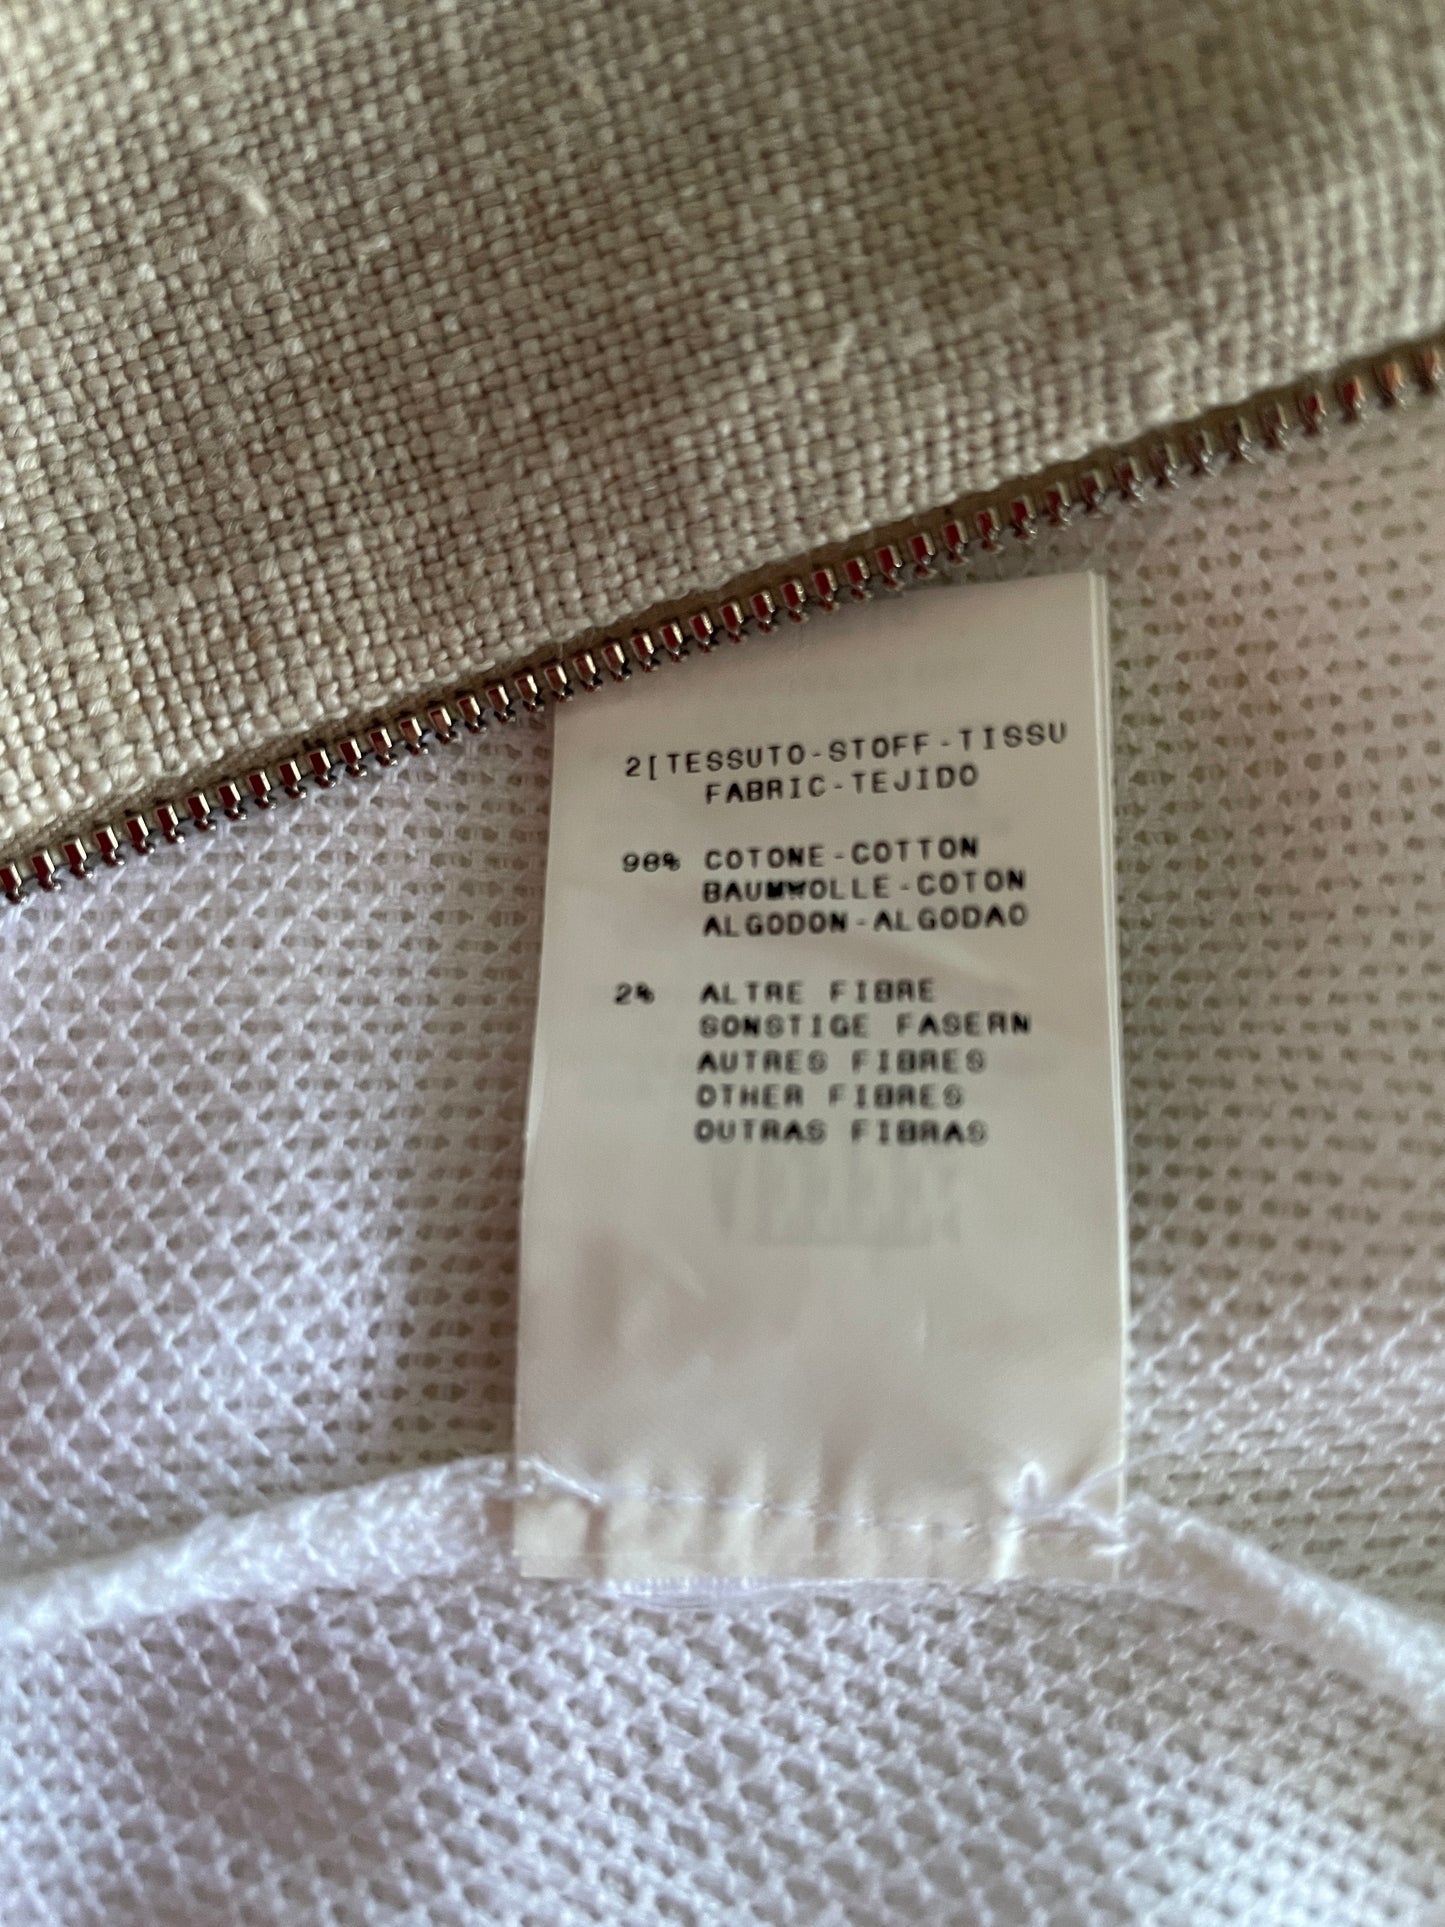 2[TESSUTO-STOFF-TISSU
FABRIC-TEJIDO
98% COTONE-COTTON
BAUMWOLLE-COTON
ALGODON-ALGODAO
2% ALTRE FIBRE
SONSTIGE FASERN
AUTRES FIBRES
OTHER FIBRES
OUTRAS FIBRAS